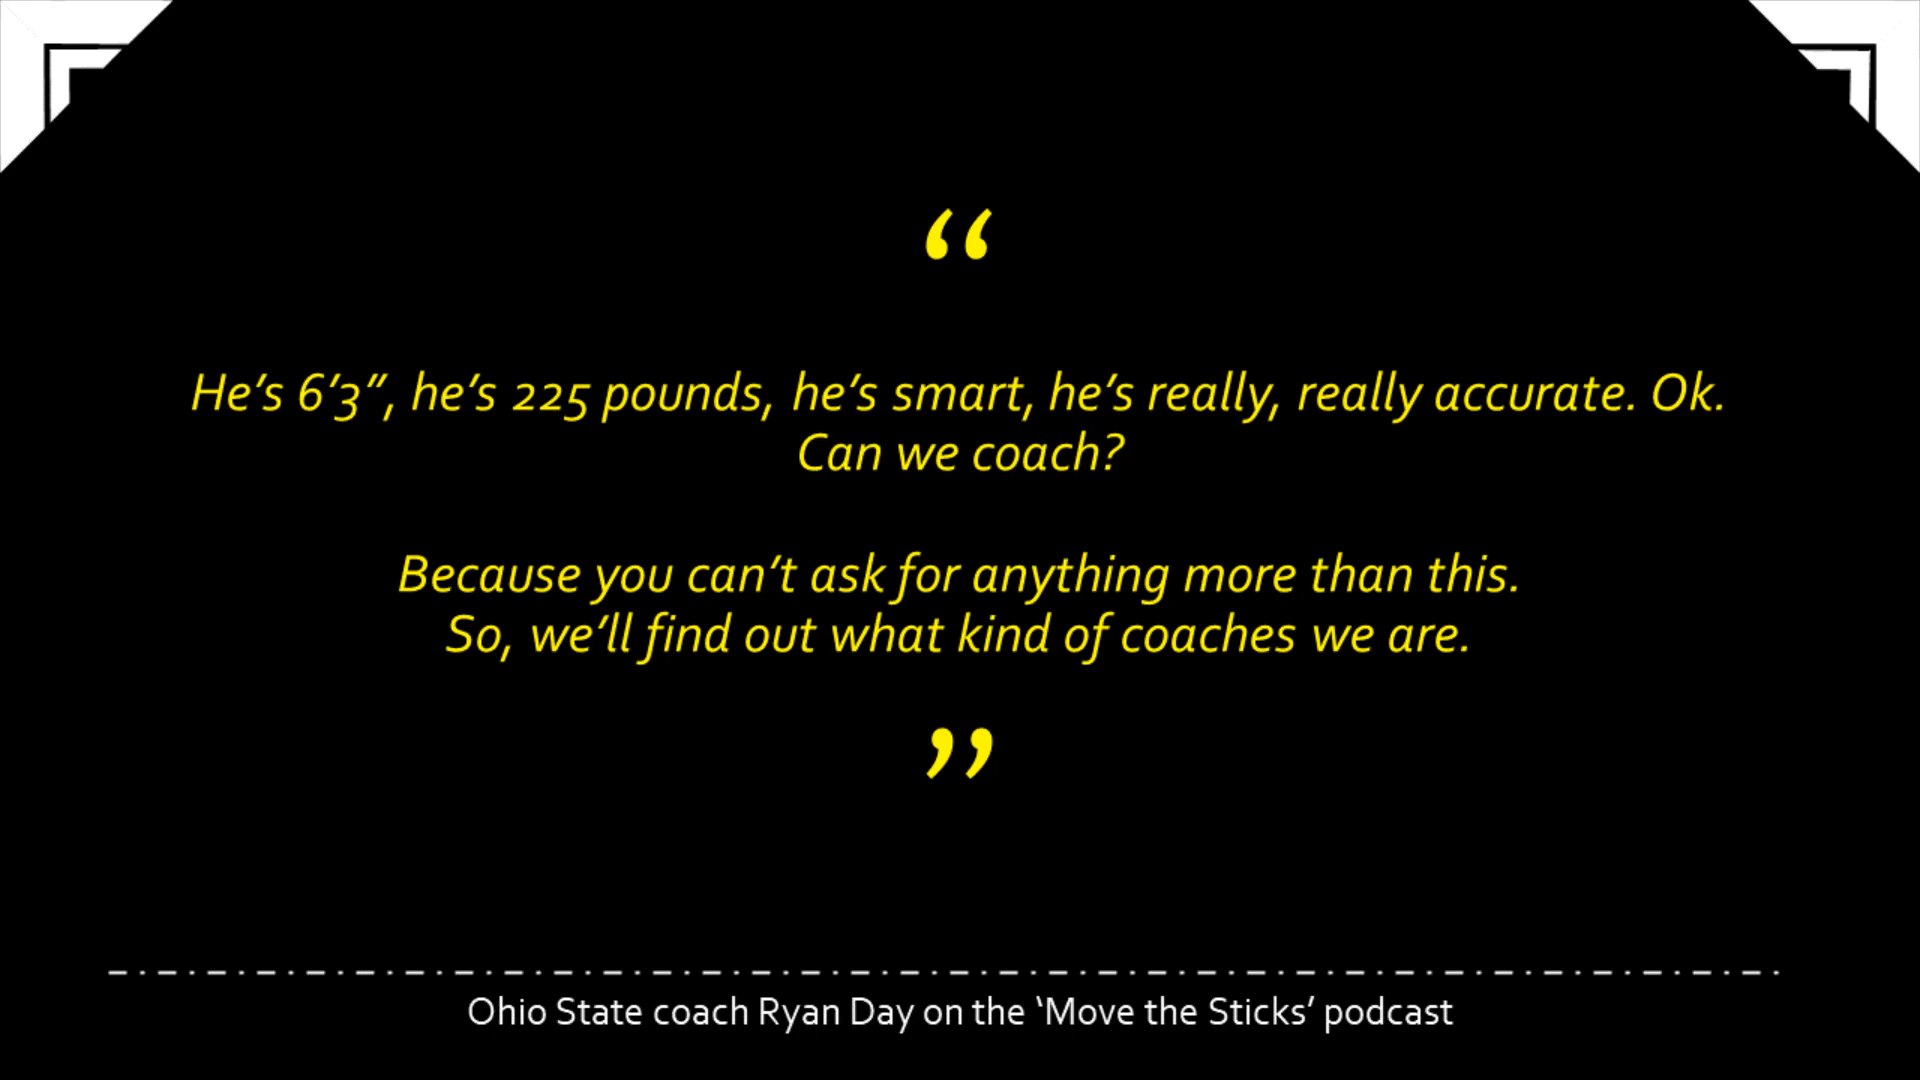 “
He’s 6’3”, he’s 225 pounds, he’s smart, he’s really, really accurate. Ok.
Can we coach?
Because you can’t ask for anything more than this.
So, we’ll find out what kind of coaches we are.
”
Ohio State coach Ryan Day on the ‘Move the Sticks’ podcast